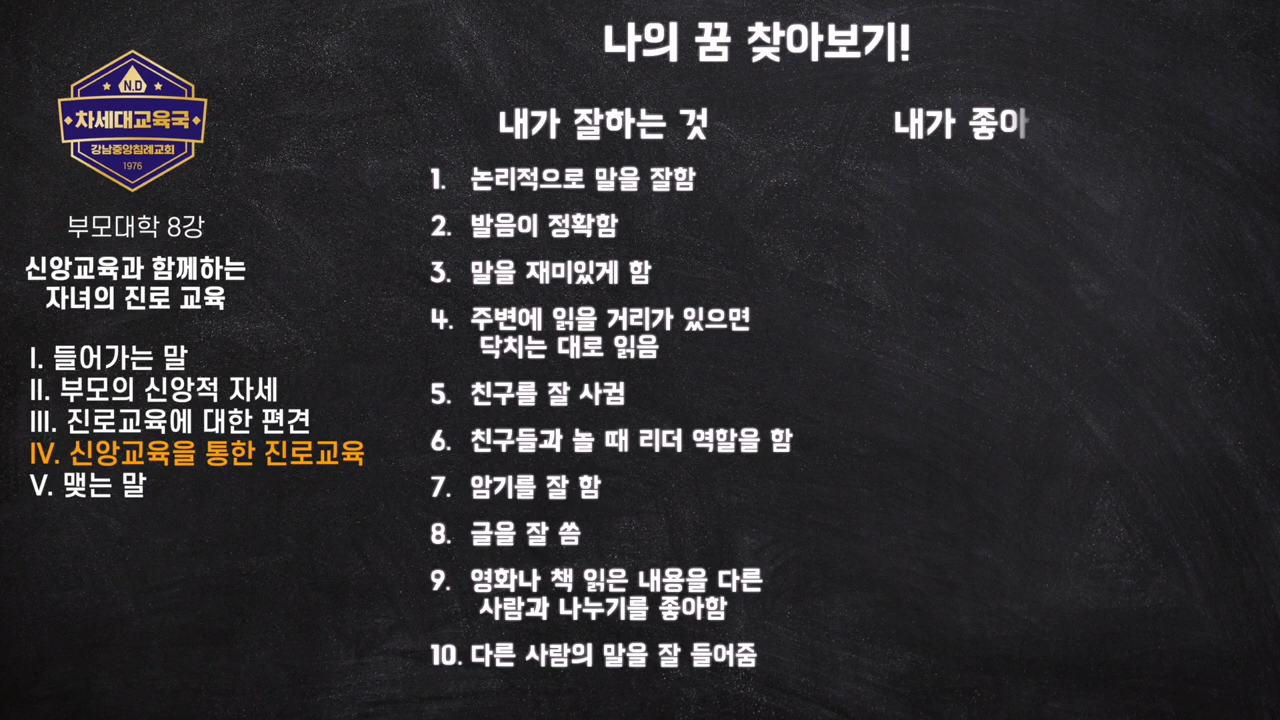 나의 꿈 찾아보기!
N.D
차세대교육국
강남중앙침례교회
1976
부모대학 8강
신앙교육과 함께하는
자녀의 진로 교육
I. 들어가는 말
II. 부모의 신앙적 자세
III. 진로교육에 대한 편견
IV. 신앙교육을 통한 진로교육
V. 맺는 말
내가 잘하는 것
1. 논리적으로 말을 잘함
2. 발음이 정확함
3. 말을 재미있게 함
4. 주변에 읽을 거리가 있으면
닥치는 대로 읽음
5. 친구를 잘 사귐
6. 친구들과 놀 때 리더 역할을 함
7. 암기를 잘 함
8. 글을 잘 씀
9. 영화나 책 읽은 내용을 다른
사람과 나누기를 좋아함
10. 다른 사람의 말을 잘 들어줌
내가 좋아